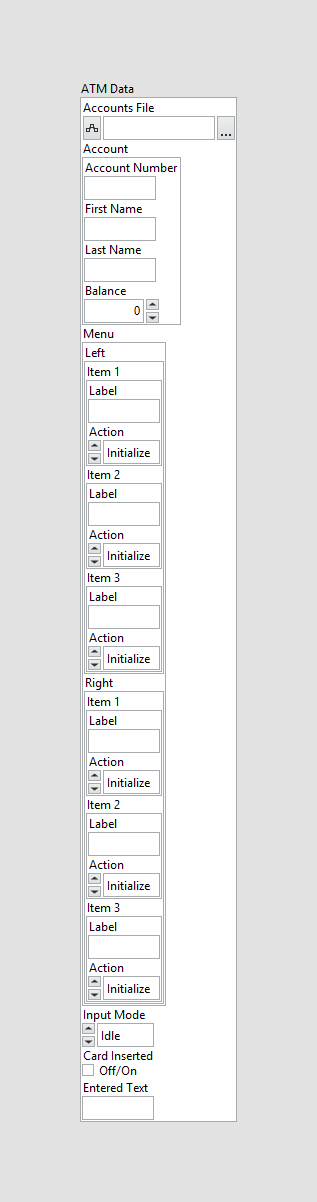 ATM Data
Accounts File
...
Account
Account Number
First Name
Last Name
Balance
0
Menu
Left
Item 1
Label
Action
Initialize
Item 2
Label
Action
Initialize
Item 3
Label
Action
Initialize
Right
Item 1
Label
Action
Initialize
Item 2
Label
Action
Initialize
Item 3
Label
Action
Initialize
Input Mode
Idle
Card Inserted
Off/On
Entered Text